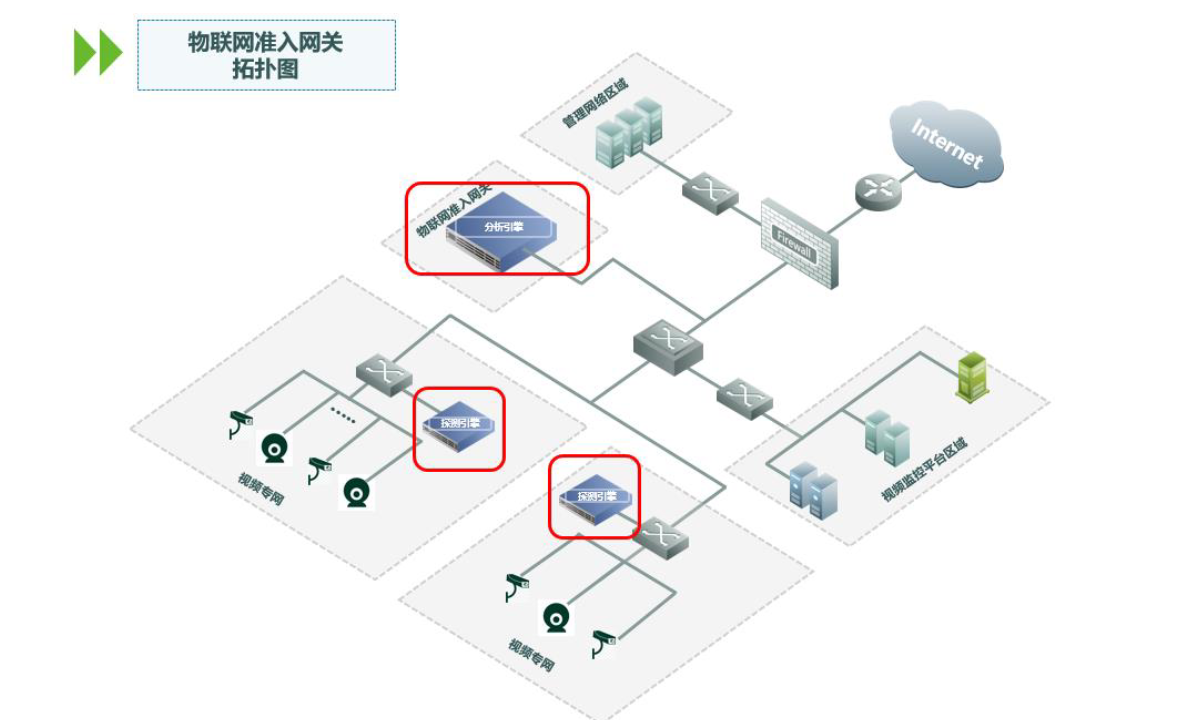 物联网准入网关
拓扑图
管理网络区域
Internet
物联网准入网关
分析引擎
Firewall
探测引擎
视频专网
视频监控平台区域
探测引擎
视频专网